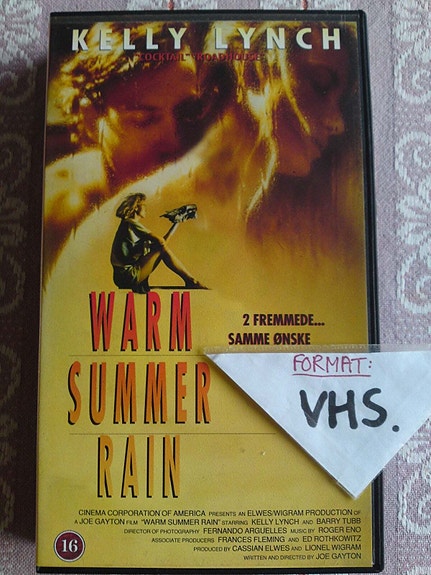 KELLY LYNCH
"COCKTAIL" "ROADHOUSE"
WARM
SUMMER
RAIN
2 FREMMEDE...
SAMME ØNSKE
FORMAT:
VHS.
CINEMA CORPORATION OF AMERICA PRESENTS AN ELWES/WIGRAM PRODUCTION OF
A JOE GAYTON FILM "WARM SUMMER RAIN" STARRING KELLY LYNCH AND BARRY TUBB
DIRECTOR OF PHOTOGRAPHY FERNANDO ARGUELLES MUSIC BY ROGER ENO
ASSOCIATE PRODUCERS FRANCES FLEMING AND ED ROTHKOWITZ
PRODUCED BY CASSIAN ELWES AND LIONEL WIGRAM
WRITTEN AND DIRECTED BY JOE GAYTON
16